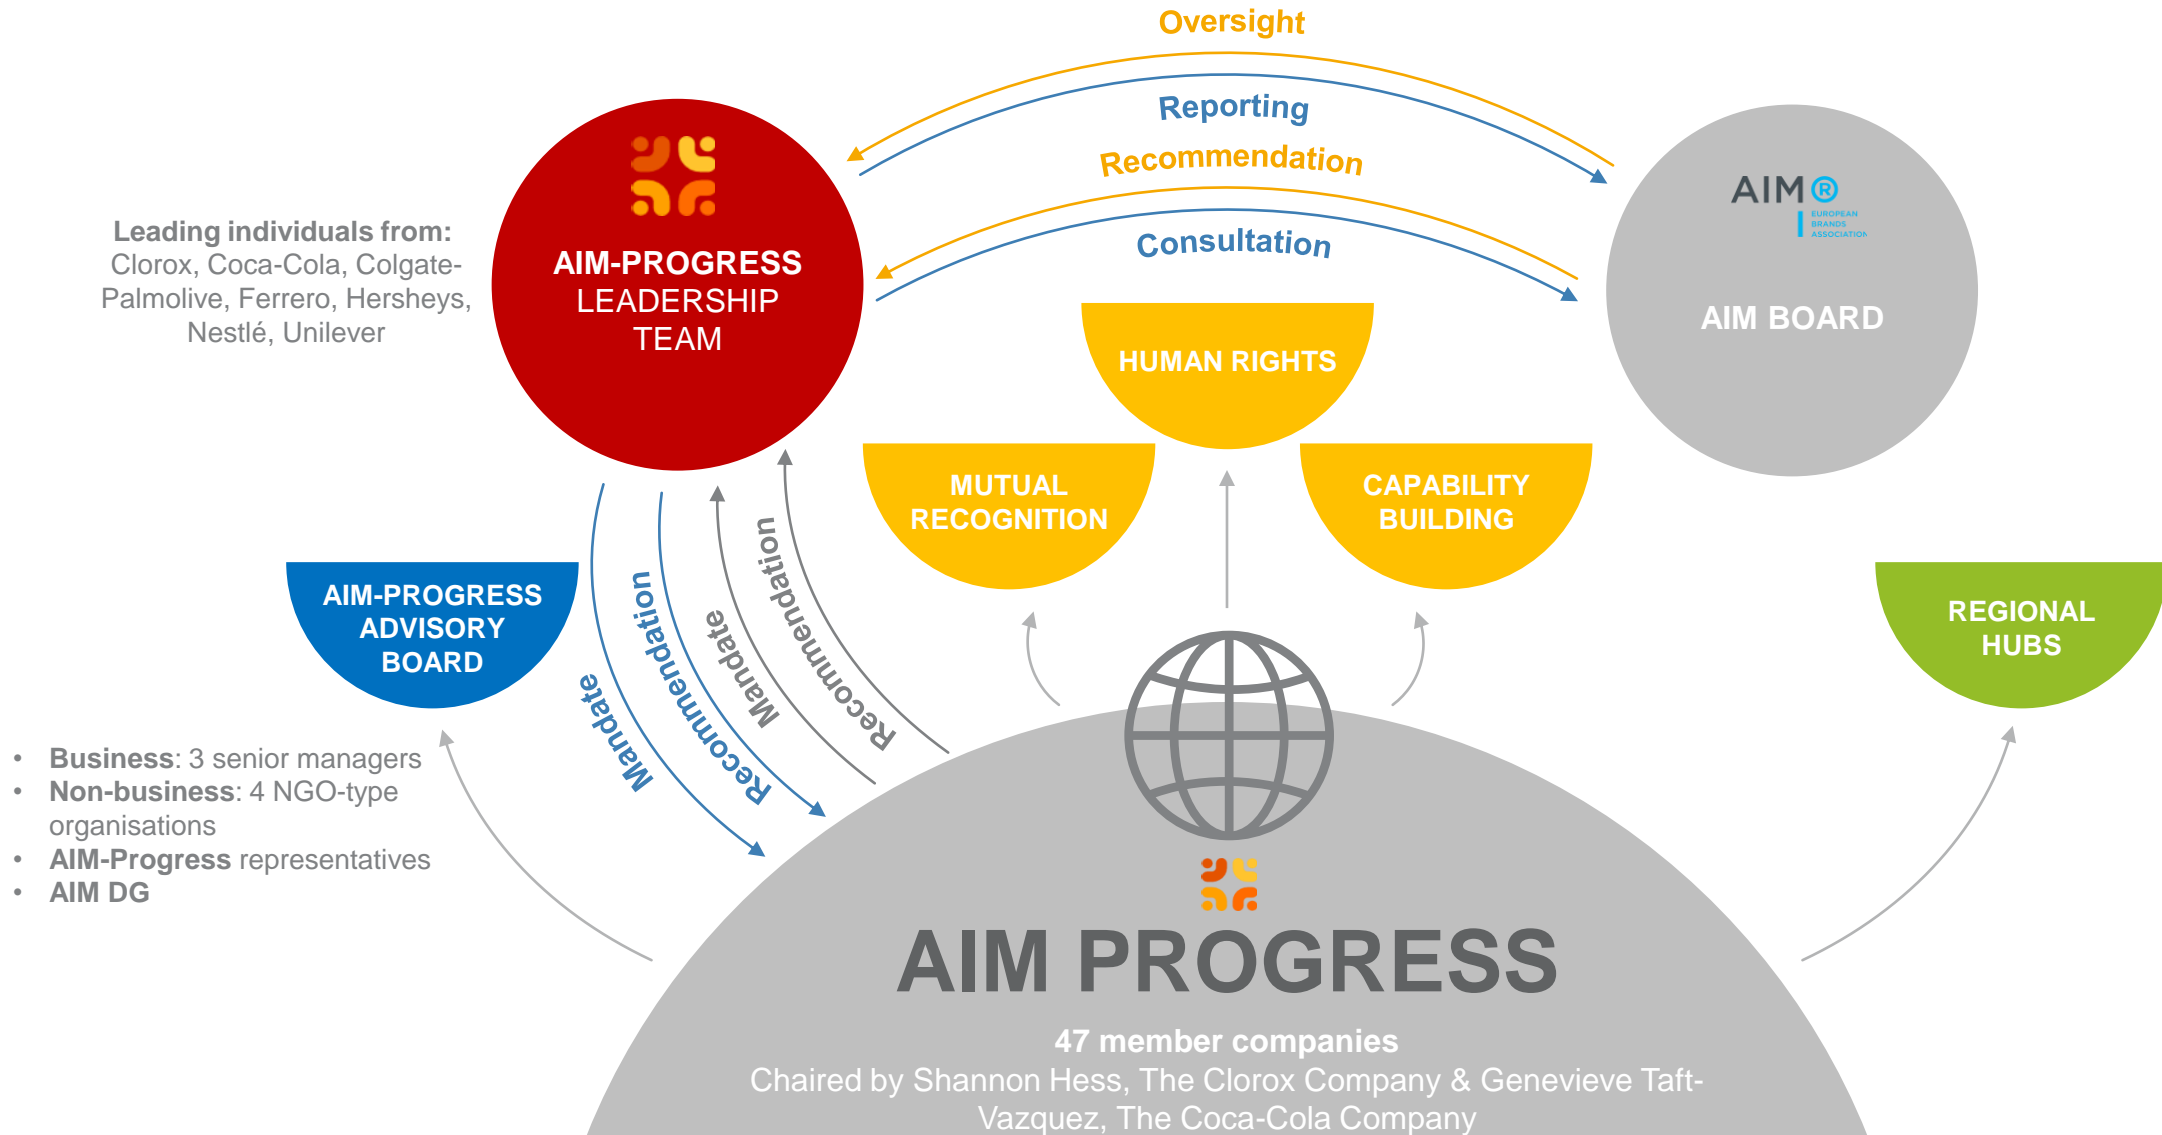 Oversight
Reporting
Recommendation
Consultation
AIM-PROGRESS
LEADERSHIP
TEAM
AIM®
EUROPEAN
BRANDS
ASSOCIATION
AIM BOARD
Leading individuals from:
Clorox, Coca-Cola, Colgate-
Palmolive, Ferrero, Hersheys,
Nestlé, Unilever
HUMAN RIGHTS
MUTUAL
RECOGNITION
CAPABILITY
BUILDING
AIM-PROGRESS
ADVISORY
BOARD
REGIONAL
HUBS
Mandate
Recommendation
Mandate
Recommendation
• Business: 3 senior managers
• Non-business: 4 NGO-type
organisations
• AIM-Progress representatives
• AIM DG
AIM PROGRESS
47 member companies
Chaired by Shannon Hess, The Clorox Company & Genevieve Taft-
Vazquez, The Coca-Cola Company